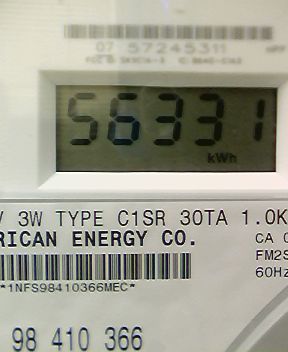 07 57245311
56331
kWh
V 3W TYPE C1SR 30TA 1.0K
RICAN ENERGY CO.
CA
FM2S
60Hz
*1NFS98410366MEC*
98 410 366